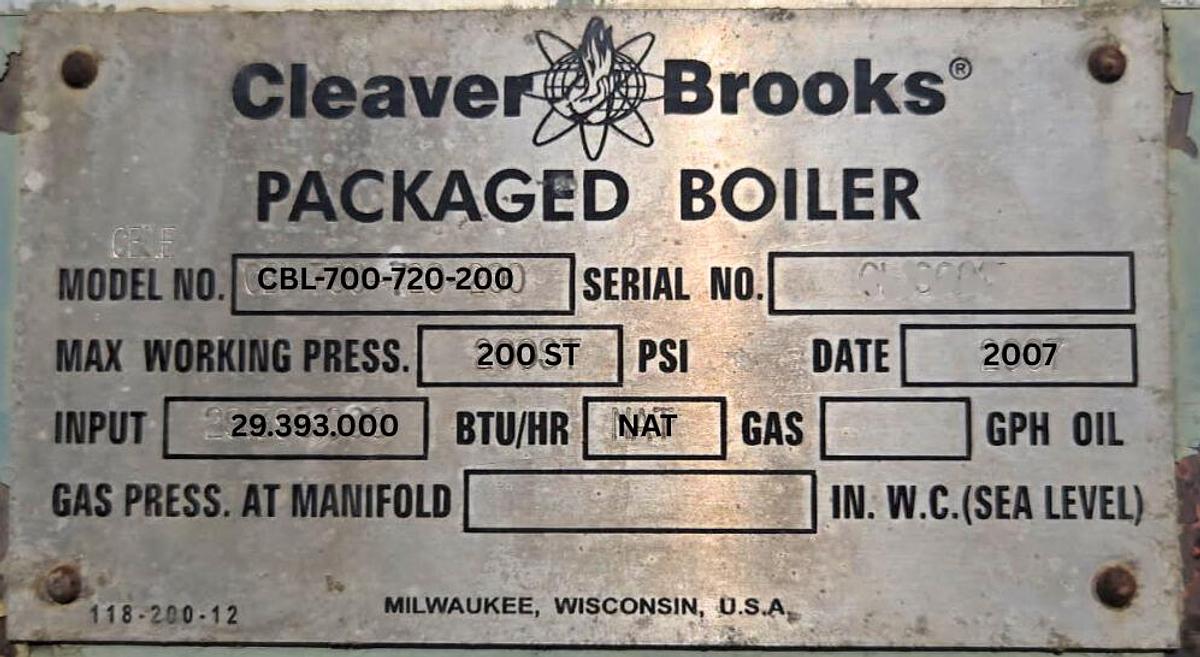 Cleaver Brooks®
PACKAGED BOILER
MODEL NO. CBL-700-720-200 SERIAL NO.
MAX WORKING PRESS. 200 ST PSI DATE 2007
INPUT 29.393.000 BTU/HR NAT GAS GPH OIL
GAS PRESS. AT MANIFOLD IN. W.C.(SEA LEVEL)
118-200-12 MILWAUKEE, WISCONSIN, U.S.A.